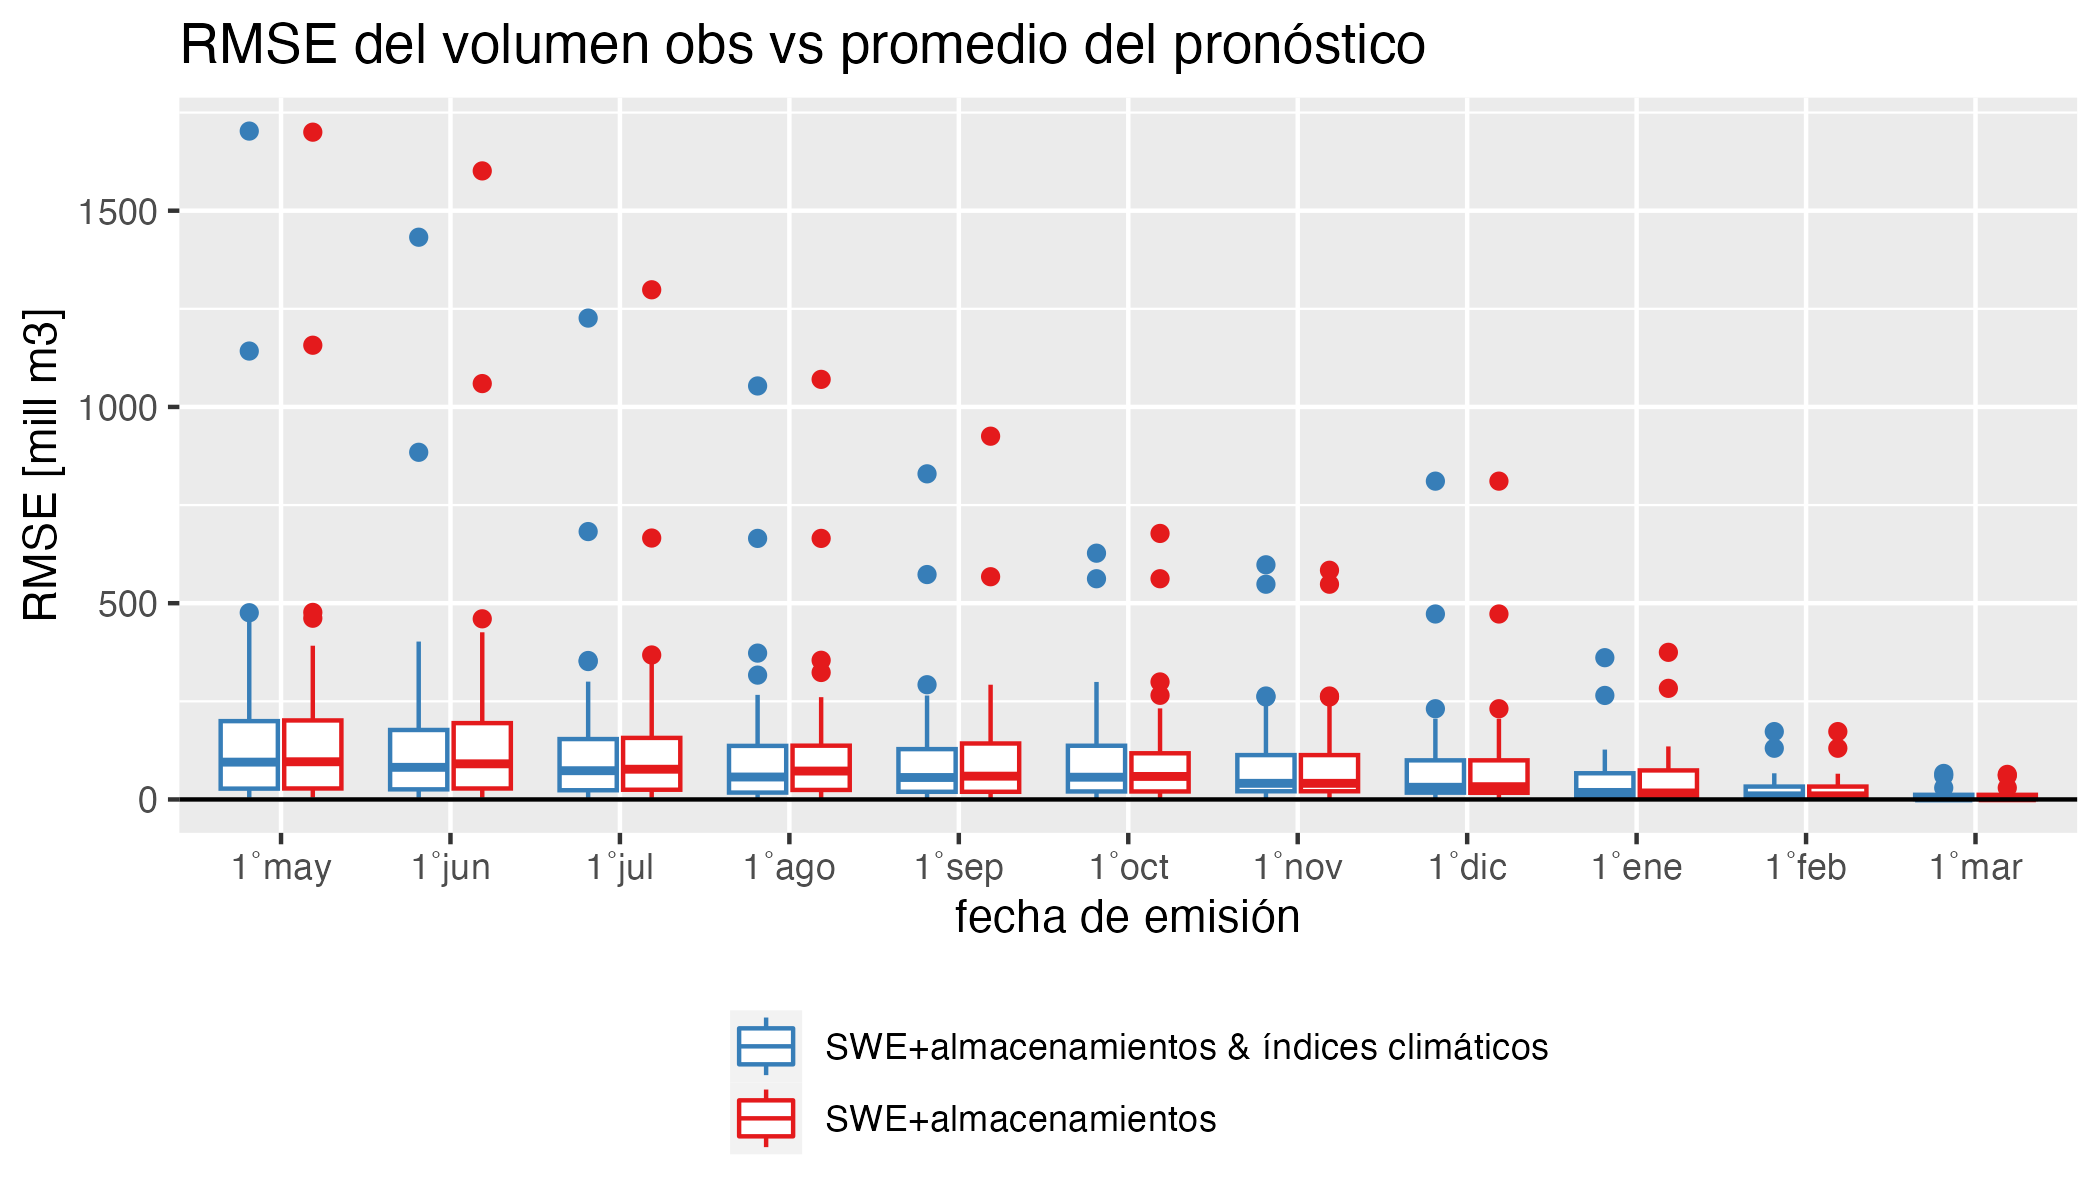 RMSE del volumen obs vs promedio del pronóstico
RMSE [mill m3]
1500
1000
500
0
1°may 1°jun 1°jul 1°ago 1°sep 1°oct 1°nov 1°dic 1°ene 1°feb 1°mar
fecha de emisión
SWE+almacenamientos & índices climáticos
SWE+almacenamientos